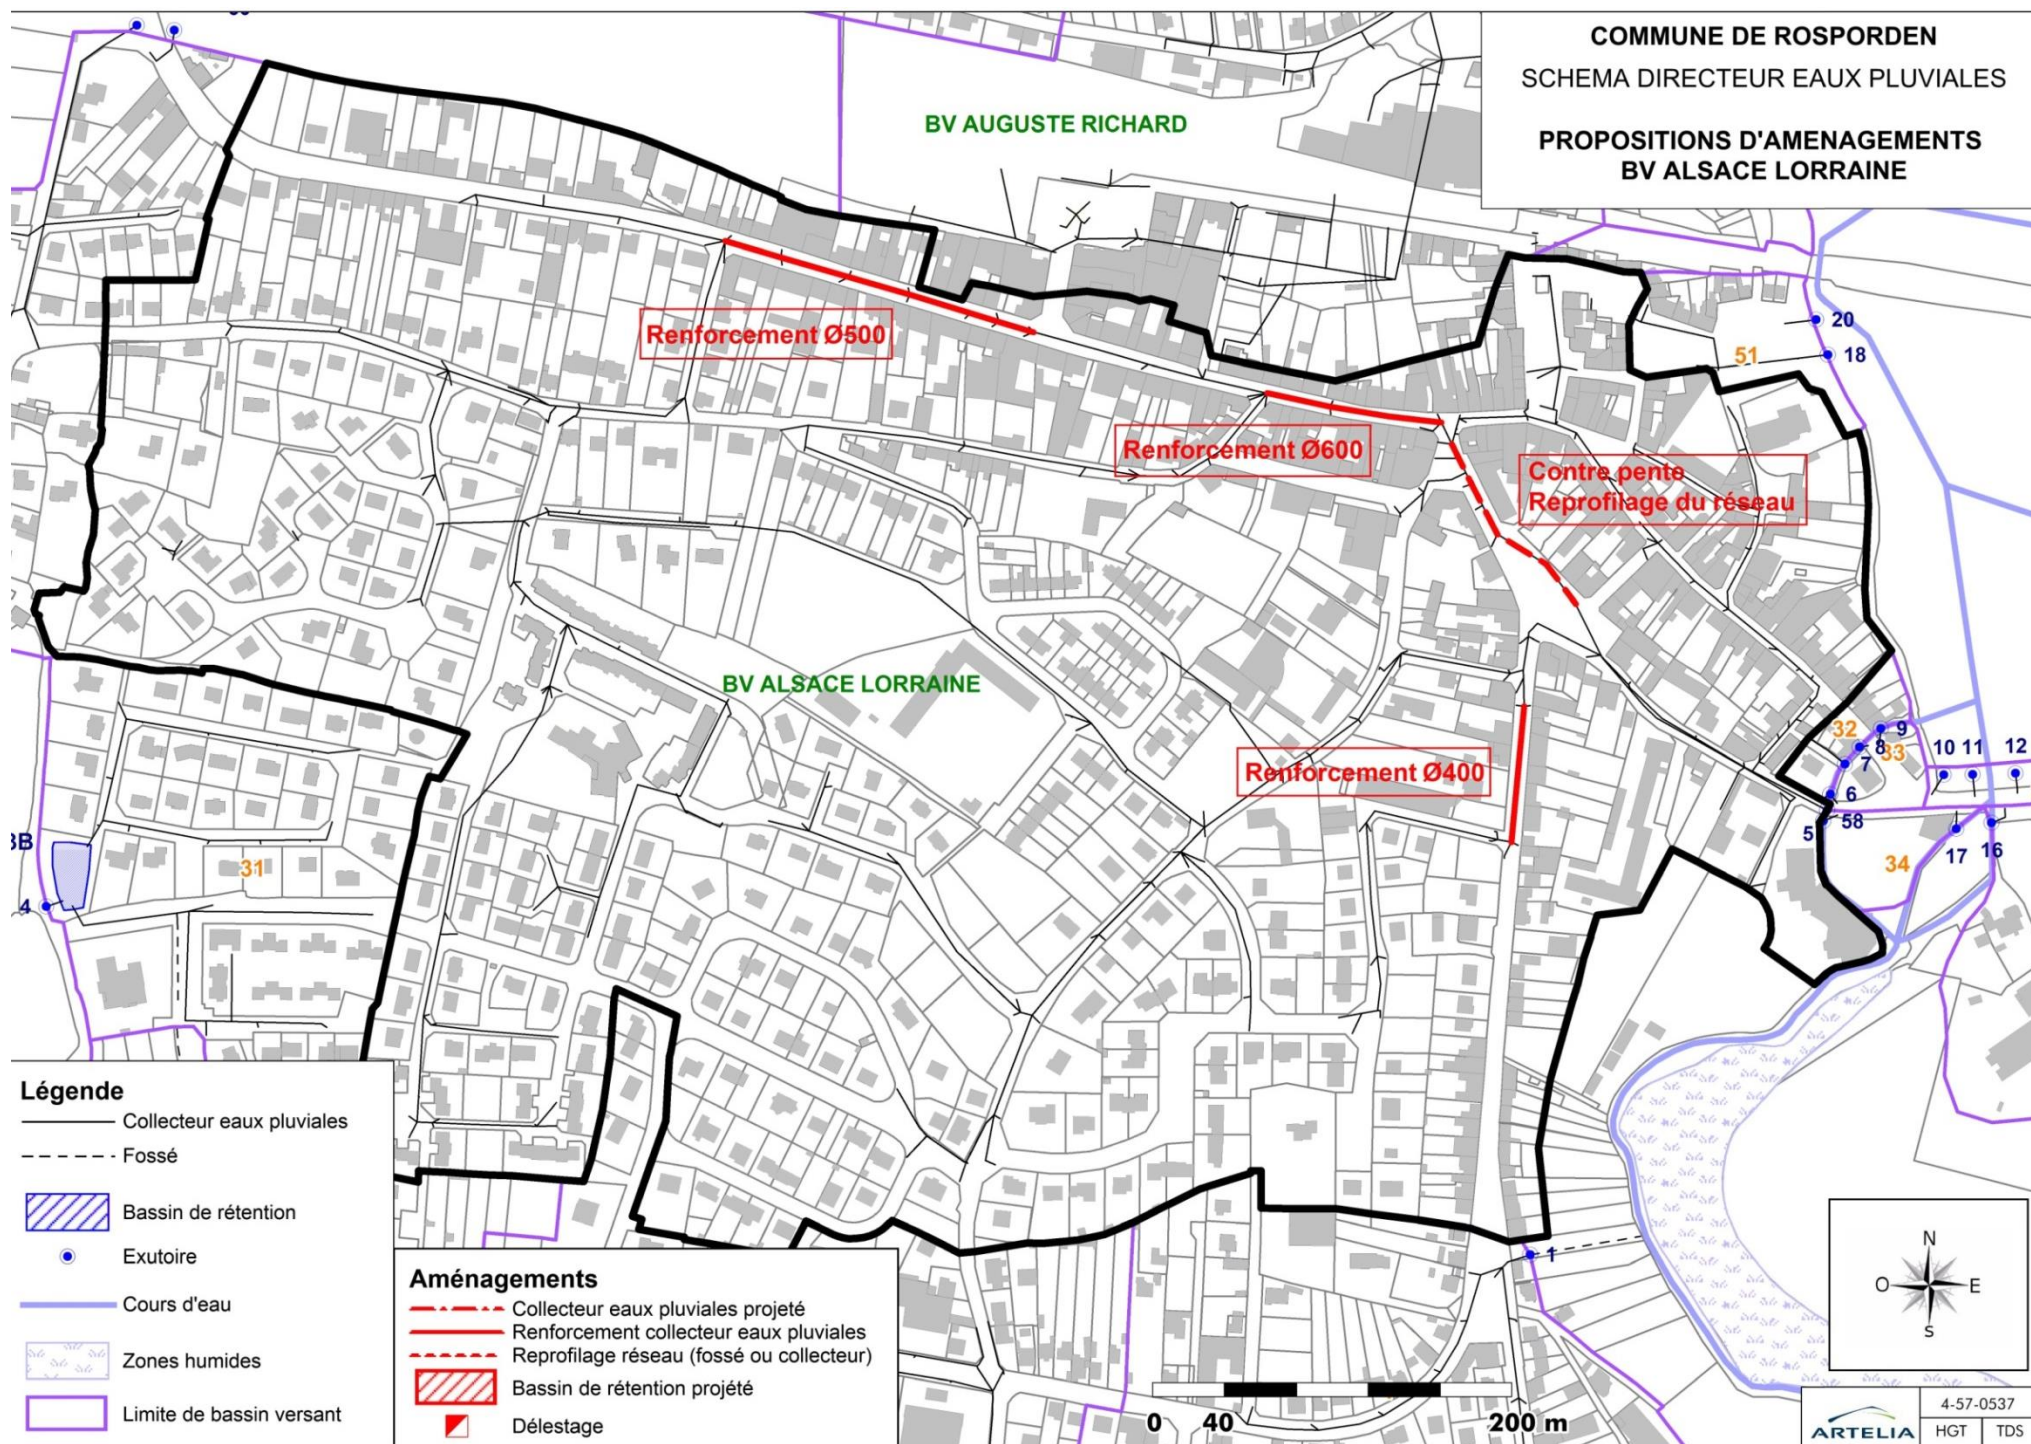 COMMUNE DE ROSPORDEN
SCHEMA DIRECTEUR EAUX PLUVIALES
PROPOSITIONS D'AMENAGEMENTS
BV ALSACE LORRAINE
BV AUGUSTE RICHARD
20
18
51
Renforcement Ø500
Renforcement Ø600
Contre pente
Reprofilage du réseau
BV ALSACE LORRAINE
32
9
8
33
7
10
11
12
Renforcement Ø400
6
5
58
17
16
34
3B
31
4
1
Légende
Collecteur eaux pluviales
Fossé
Bassin de rétention
Exutoire
Cours d'eau
Zones humides
Limite de bassin versant
Aménagements
Collecteur eaux pluviales projeté
Renforcement collecteur eaux pluviales
Reprofilage réseau (fossé ou collecteur)
Bassin de rétention projété
Délestage
0 40 200 m
N
O E
S
ARTELIA
4-57-0537
HGT TDS